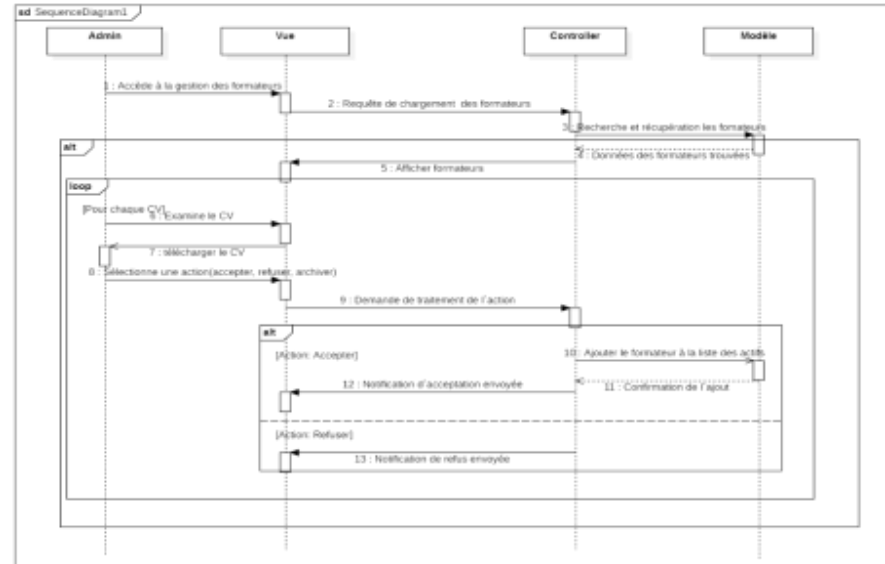 sd SequenceDiagram1
Admin
Vue
Controller
Modèle
1 : Accède à la gestion des formateurs
2 : Requête de chargement des formateurs
3 : Recherche et récupération les formateurs
alt
4 : Données des formateurs trouvées
5 : Afficher formateurs
loop
[Pour chaque CV]
6 : Examine le CV
7 : télécharger le CV
8 : Sélectionne une action(accepter, refuser, archiver)
9 : Demande de traitement de l'action
alt
[Action: Accepter]
10 : Ajouter le formateur à la liste des actifs
12 : Notification d'acceptation envoyée
11 : Confirmation de l'ajout
[Action: Refuser]
13 : Notification de refus envoyée